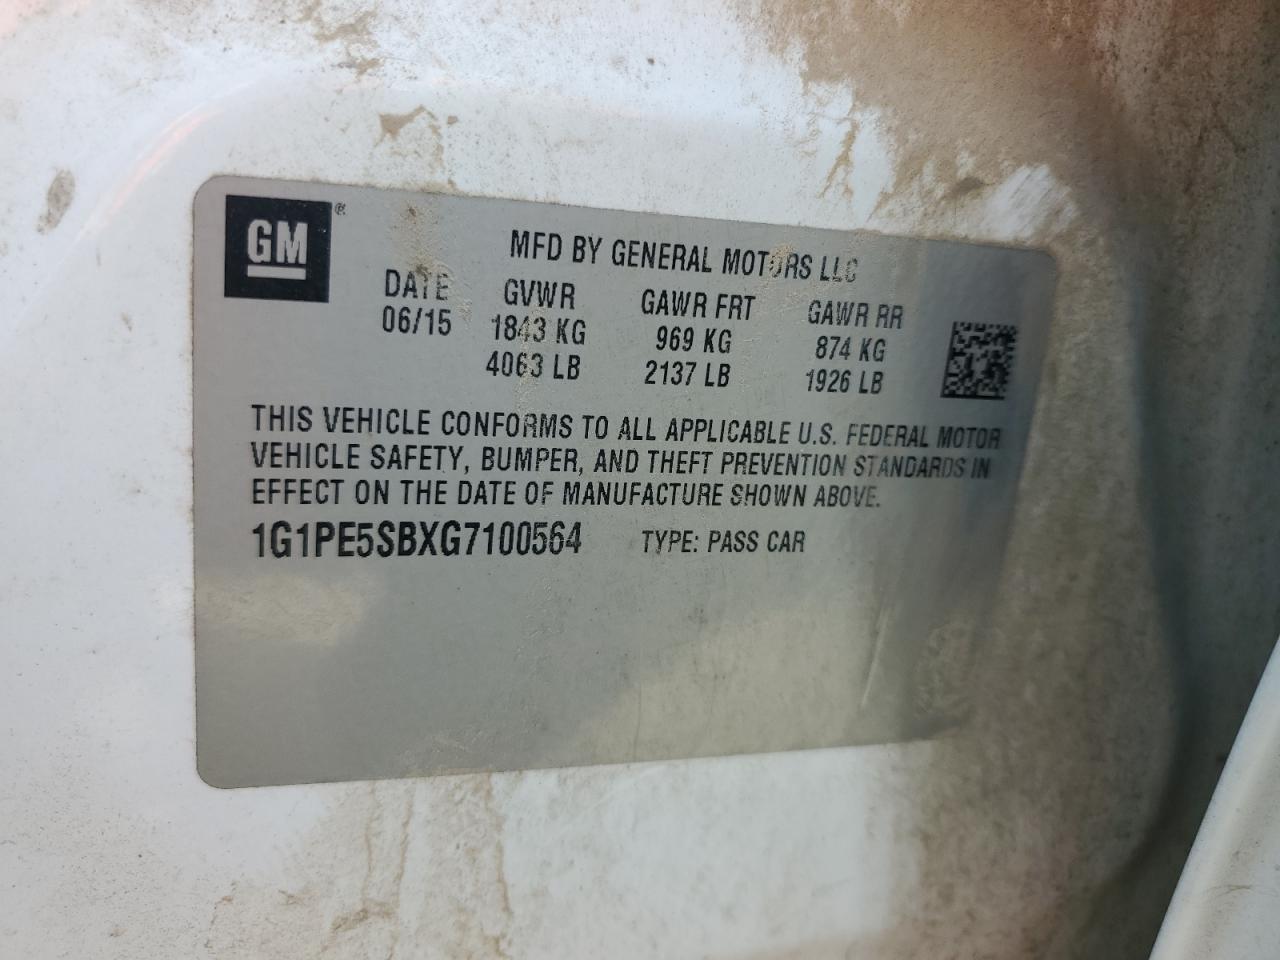 GM®
MFD BY GENERAL MOTORS LLC
DATE GVWR GAWR FRT GAWR RR
06/15 1843 KG 969 KG 874 KG
4063 LB 2137 LB 1926 LB
THIS VEHICLE CONFORMS TO ALL APPLICABLE U.S. FEDERAL MOTOR
VEHICLE SAFETY, BUMPER, AND THEFT PREVENTION STANDARDS IN
EFFECT ON THE DATE OF MANUFACTURE SHOWN ABOVE.
1G1PE5SBXG7100564 TYPE: PASS CAR